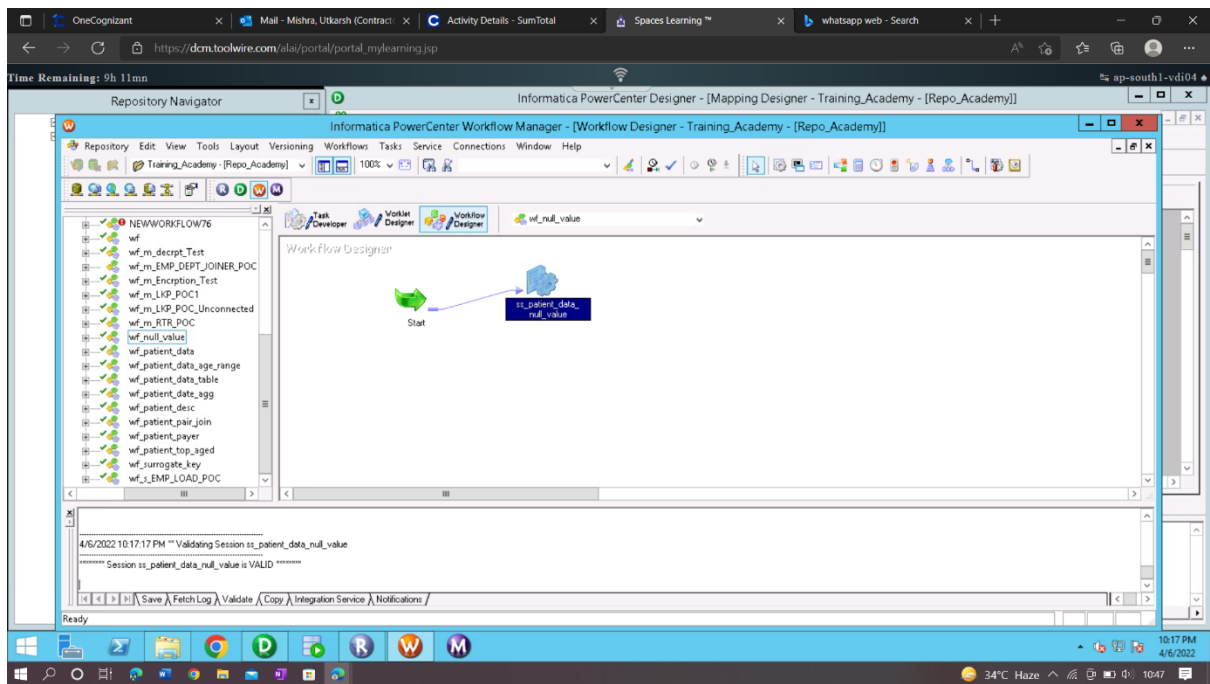 OneCognizant
Mail - Mishra, Utkarsh (Contract
Activity Details - SumTotal
Spaces Learning ™
whatsapp web - Search
https://dcm.toolwire.com/alai/portal/portal_mylearning.jsp
Time Remaining: 9h 11mn
ap-south1-vdi04
Repository Navigator
Informatica PowerCenter Designer - [Mapping Designer - Training_Academy - [Repo_Academy]]
Informatica PowerCenter Workflow Manager - [Workflow Designer - Training_Academy - [Repo_Academy]]
Repository Edit View Tools Layout Versioning Workflows Tasks Service Connections Window Help
Training_Academy - [Repo_Academy]
100%
Task Developer
Worklet Designer
Workflow Designer
wf_null_value
NEWWORKFLOW76
wf
wf_m_decrpt_Test
wf_m_EMP_DEPT_JOINER_POC
wf_m_Encrption_Test
wf_m_LKP_POC1
wf_m_LKP_POC_Unconnected
wf_m_RTR_POC
wf_null_value
wf_patient_data
wf_patient_data_age_range
wf_patient_data_table
wf_patient_date_agg
wf_patient_desc
wf_patient_pair_join
wf_patient_payer
wf_patient_top_aged
wf_surrogate_key
wf_s_EMP_LOAD_POC
Workflow Designer
Start
ss_patient_data_
null_value
4/6/2022 10:17:17 PM ** Validating Session ss_patient_data_null_value
******** Session ss_patient_data_null_value is VALID ********
Save Fetch Log Validate Copy Integration Service Notifications
Ready
10:17 PM
4/6/2022
34°C Haze
10:47